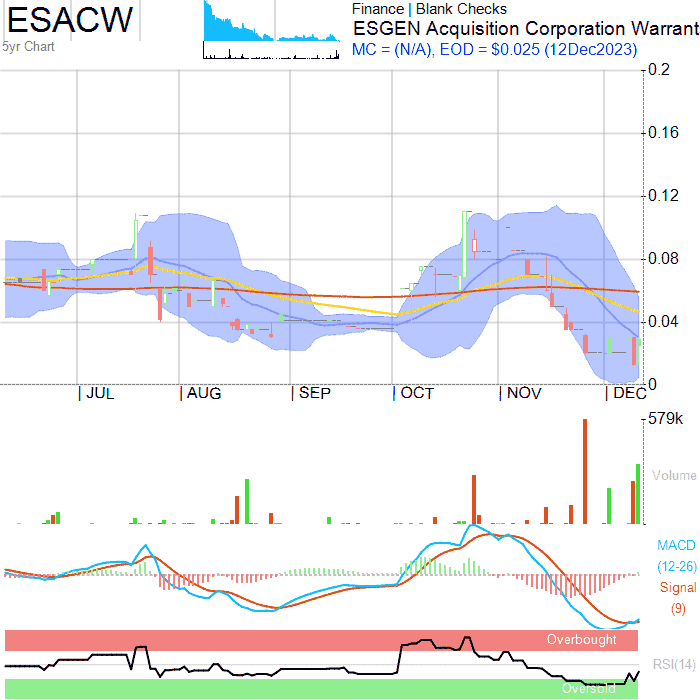 ESACW
5yr Chart
Finance | Blank Checks
ESGEN Acquisition Corporation Warrant
MC = (N/A), EOD = $0.025 (12Dec2023)
0.2
0.16
0.12
0.08
0.04
0
JUL AUG SEP OCT NOV DEC
579k
Volume
MACD
(12-26)
Signal
(9)
Overbought
RSI(14)
Oversold